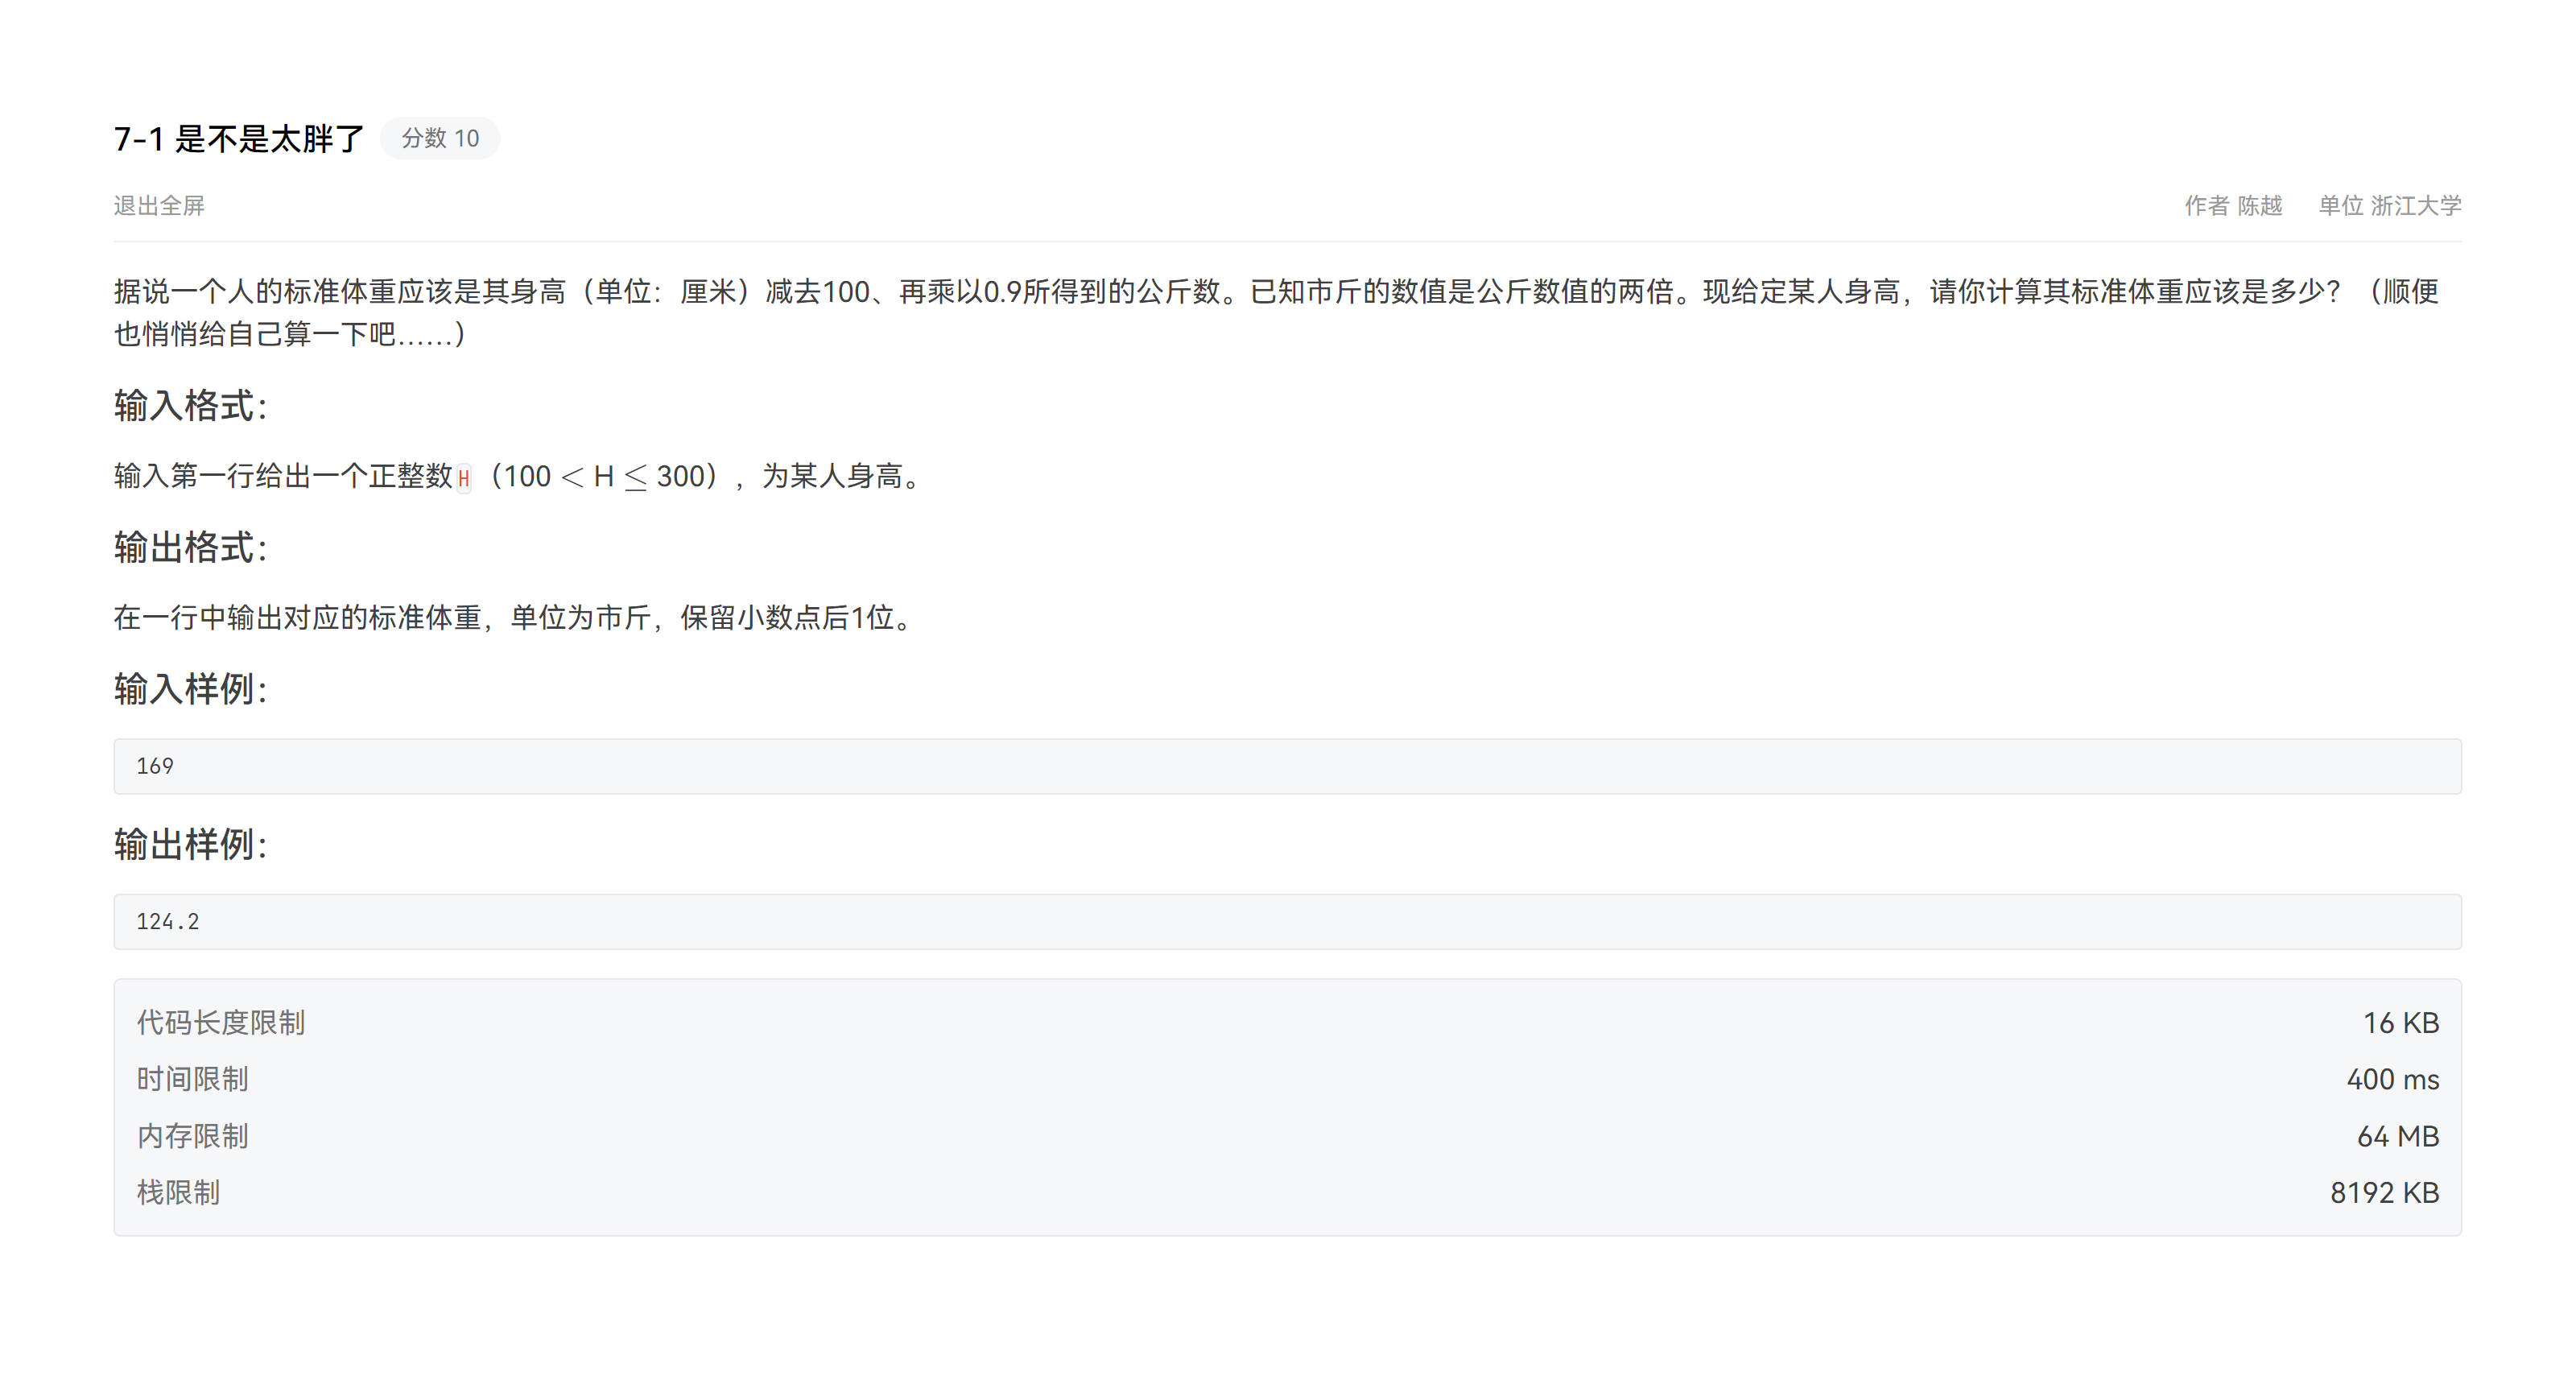 7-1 是不是太胖了 分数 10
退出全屏 作者 陈越 单位 浙江大学
据说一个人的标准体重应该是其身高（单位：厘米）减去100、再乘以0.9所得到的公斤数。已知市斤的数值是公斤数值的两倍。现给定某人身高，请你计算其标准体重应该是多少？（顺便
也悄悄给自己算一下吧……）
输入格式：
输入第一行给出一个正整数H（100 < H ≤ 300），为某人身高。
输出格式：
在一行中输出对应的标准体重，单位为市斤，保留小数点后1位。
输入样例：
169
输出样例：
124.2
代码长度限制 16 KB
时间限制 400 ms
内存限制 64 MB
栈限制 8192 KB